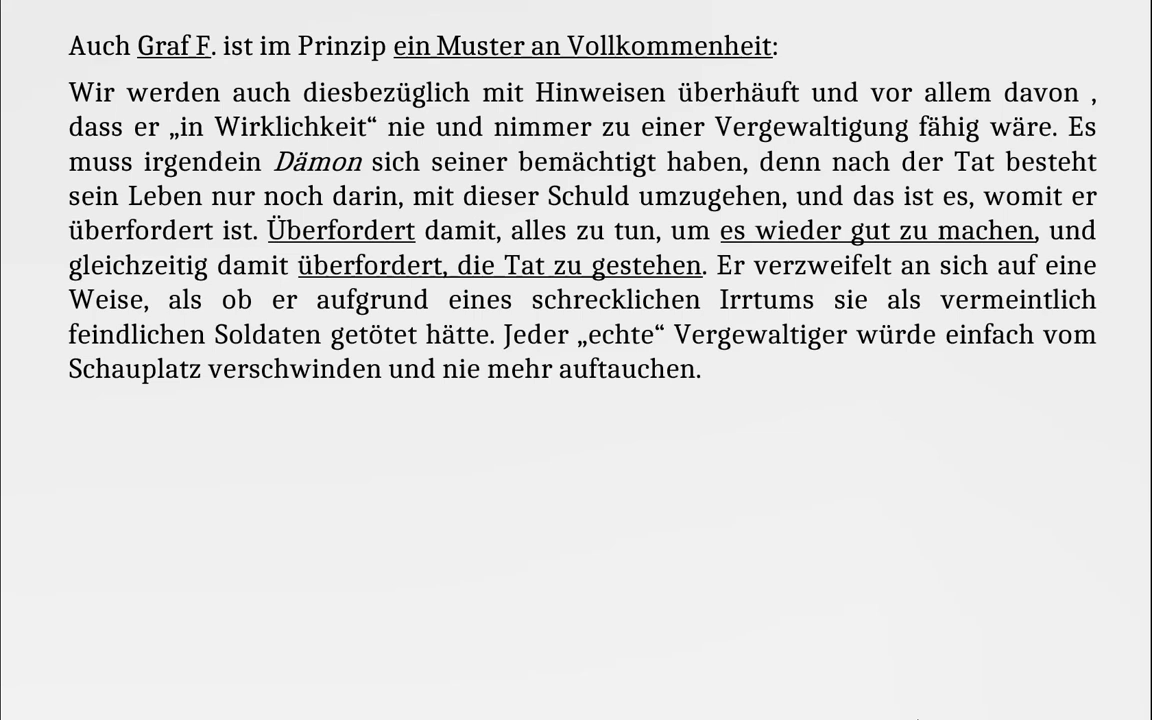 Auch Graf F. ist im Prinzip ein Muster an Vollkommenheit:
Wir werden auch diesbezüglich mit Hinweisen überhäuft und vor allem davon ,
dass er „in Wirklichkeit“ nie und nimmer zu einer Vergewaltigung fähig wäre. Es
muss irgendein Dämon sich seiner bemächtigt haben, denn nach der Tat besteht
sein Leben nur noch darin, mit dieser Schuld umzugehen, und das ist es, womit er
überfordert ist. Überfordert damit, alles zu tun, um es wieder gut zu machen, und
gleichzeitig damit überfordert, die Tat zu gestehen. Er verzweifelt an sich auf eine
Weise, als ob er aufgrund eines schrecklichen Irrtums sie als vermeintlich
feindlichen Soldaten getötet hätte. Jeder „echte“ Vergewaltiger würde einfach vom
Schauplatz verschwinden und nie mehr auftauchen.